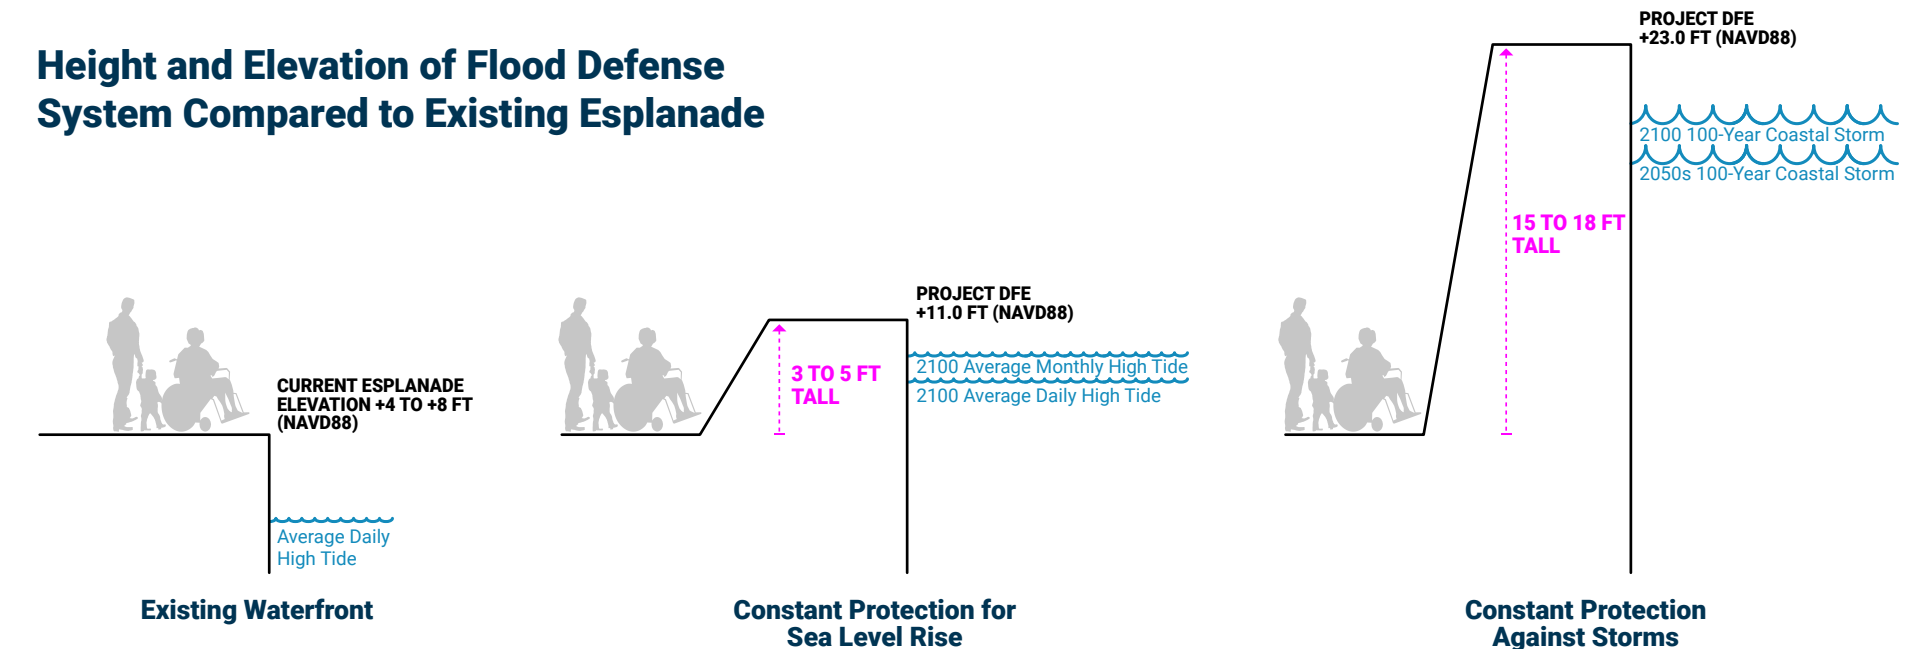 Height and Elevation of Flood Defense
System Compared to Existing Esplanade
CURRENT ESPLANADE
ELEVATION +4 TO +8 FT
(NAVD88)
Average Daily
High Tide
Existing Waterfront
PROJECT DFE
+11.0 FT (NAVD88)
3 TO 5 FT
TALL
2100 Average Monthly High Tide
2100 Average Daily High Tide
Constant Protection for
Sea Level Rise
PROJECT DFE
+23.0 FT (NAVD88)
2100 100-Year Coastal Storm
2050s 100-Year Coastal Storm
15 TO 18 FT
TALL
Constant Protection
Against Storms